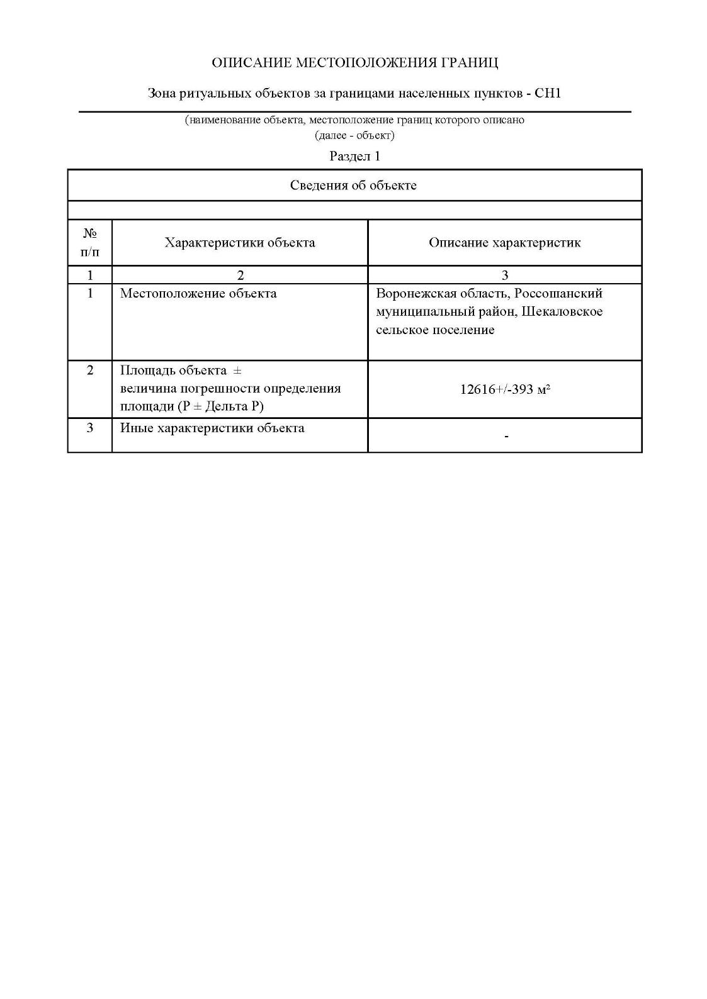 ОПИСАНИЕ МЕСТОПОЛОЖЕНИЯ ГРАНИЦ
Зона ритуальных объектов за границами населенных пунктов - СН1
(наименование объекта, местоположение границ которого описано
(далее - объект)
Раздел 1
Сведения об объекте
№
п/п
Характеристики объекта
Описание характеристик
1
2
3
1
Местоположение объекта
Воронежская область, Россошанский
муниципальный район, Шекаловское
сельское поселение
2
Площадь объекта ±
величина погрешности определения
площади (Р ± Дельта Р)
12616+/-393 м²
3
Иные характеристики объекта
-